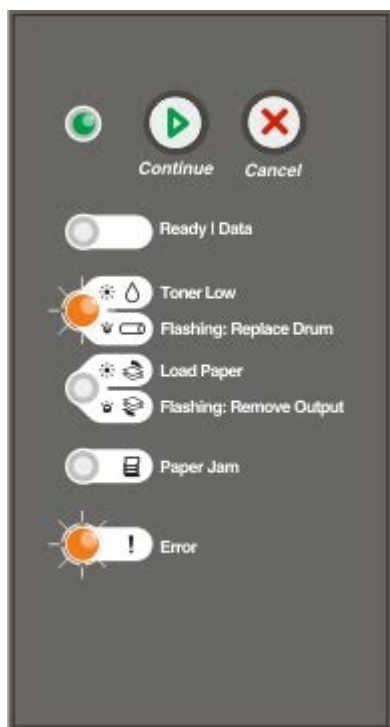 Continue
Cancel
Ready | Data
Toner Low
Flashing: Replace Drum
Load Paper
Flashing: Remove Output
Paper Jam
! Error